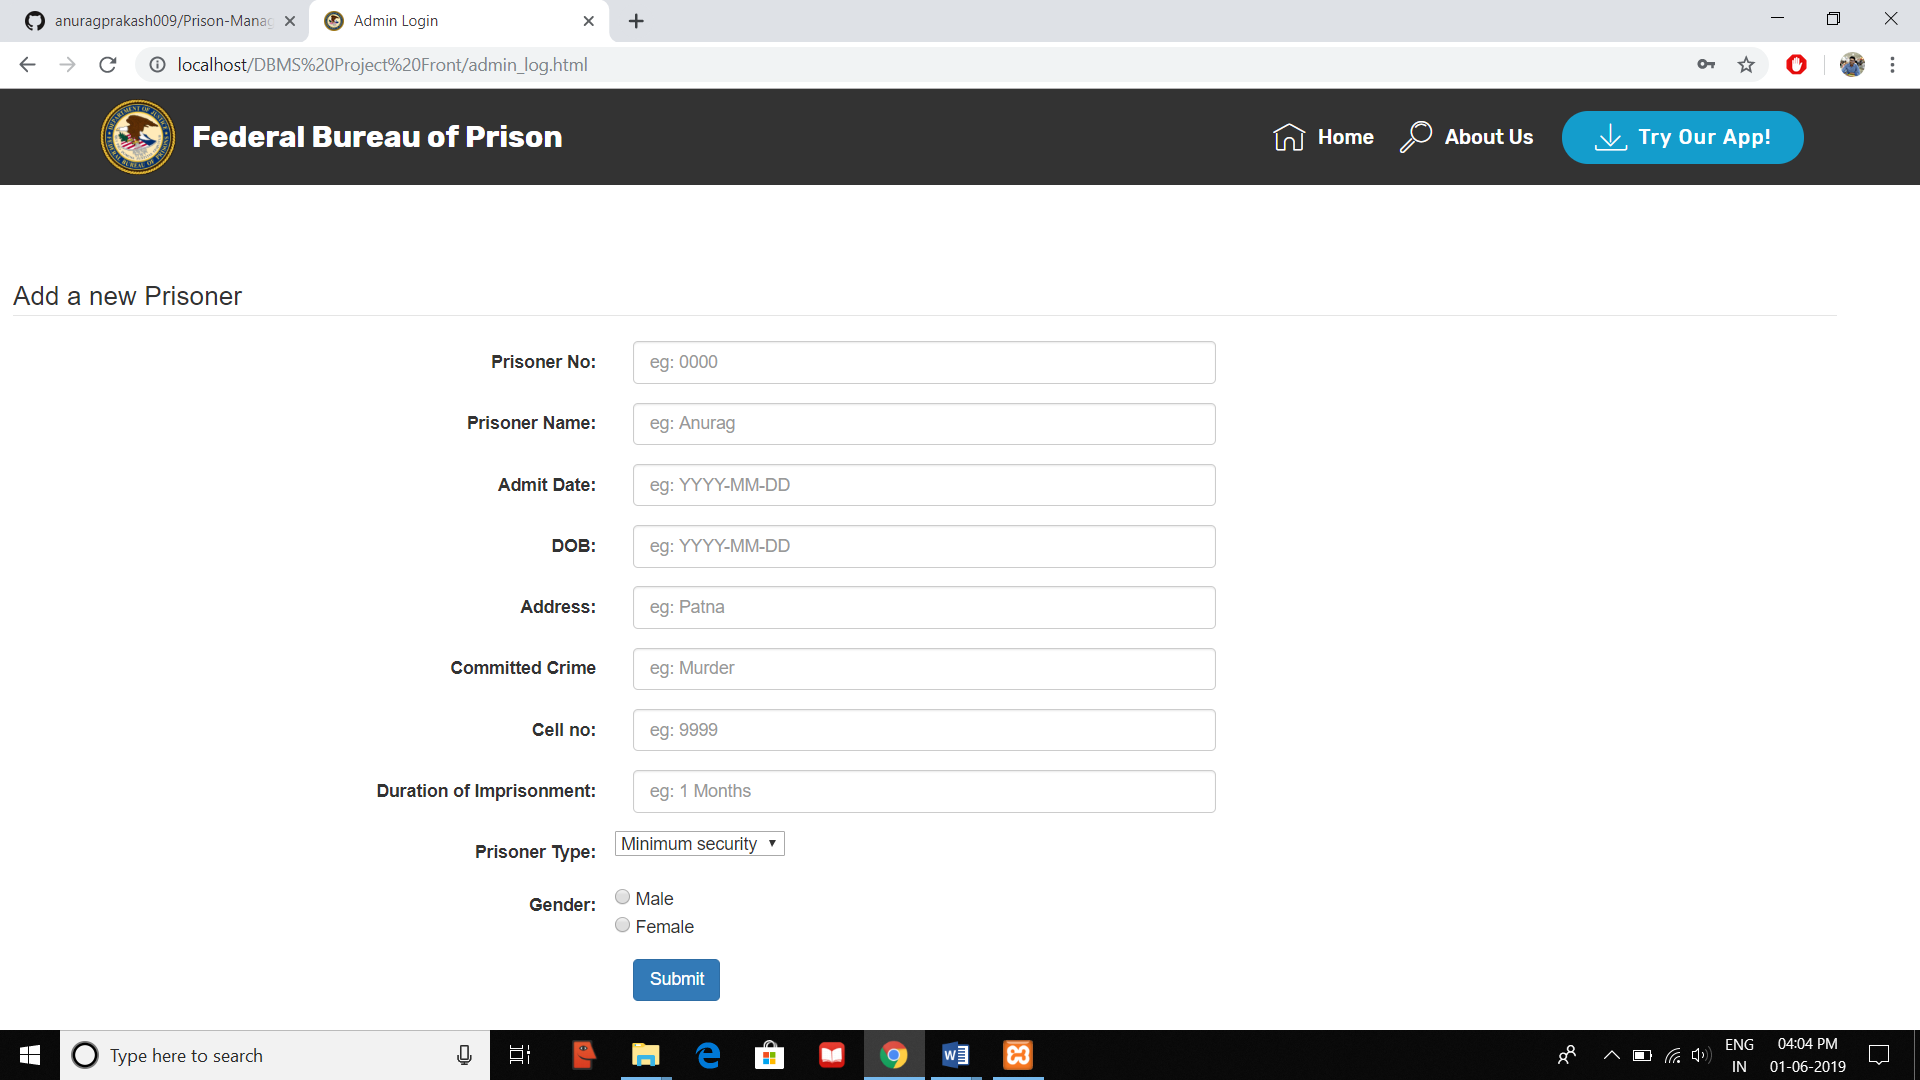 anuragprakash009/Prison-Manag
Admin Login
localhost/DBMS%20Project%20Front/admin_log.html
Federal Bureau of Prison
Home
About Us
Try Our App!
Add a new Prisoner
Prisoner No:
eg: 0000
Prisoner Name:
eg: Anurag
Admit Date:
eg: YYYY-MM-DD
DOB:
eg: YYYY-MM-DD
Address:
eg: Patna
Committed Crime
eg: Murder
Cell no:
eg: 9999
Duration of Imprisonment:
eg: 1 Months
Prisoner Type:
Minimum security
Gender:
Male
Female
Submit
Type here to search
ENG
IN
04:04 PM
01-06-2019